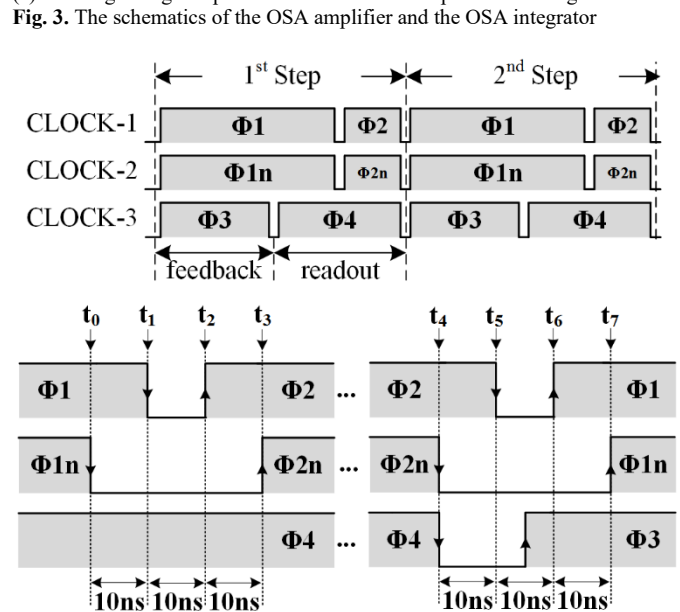 Fig. 3. The schematics of the OSA amplifier and the OSA integrator
1st Step 2nd Step
CLOCK-1 Φ1 Φ2 Φ1 Φ2
CLOCK-2 Φ1n Φ2n Φ1n Φ2n
CLOCK-3 Φ3 Φ4 Φ3 Φ4
feedback readout
t0 t1 t2 t3 t4 t5 t6 t7
Φ1 Φ2 ... Φ2 Φ1
Φ1n Φ2n ... Φ2n Φ1n
Φ4 ... Φ4 Φ3
10ns 10ns 10ns 10ns 10ns 10ns